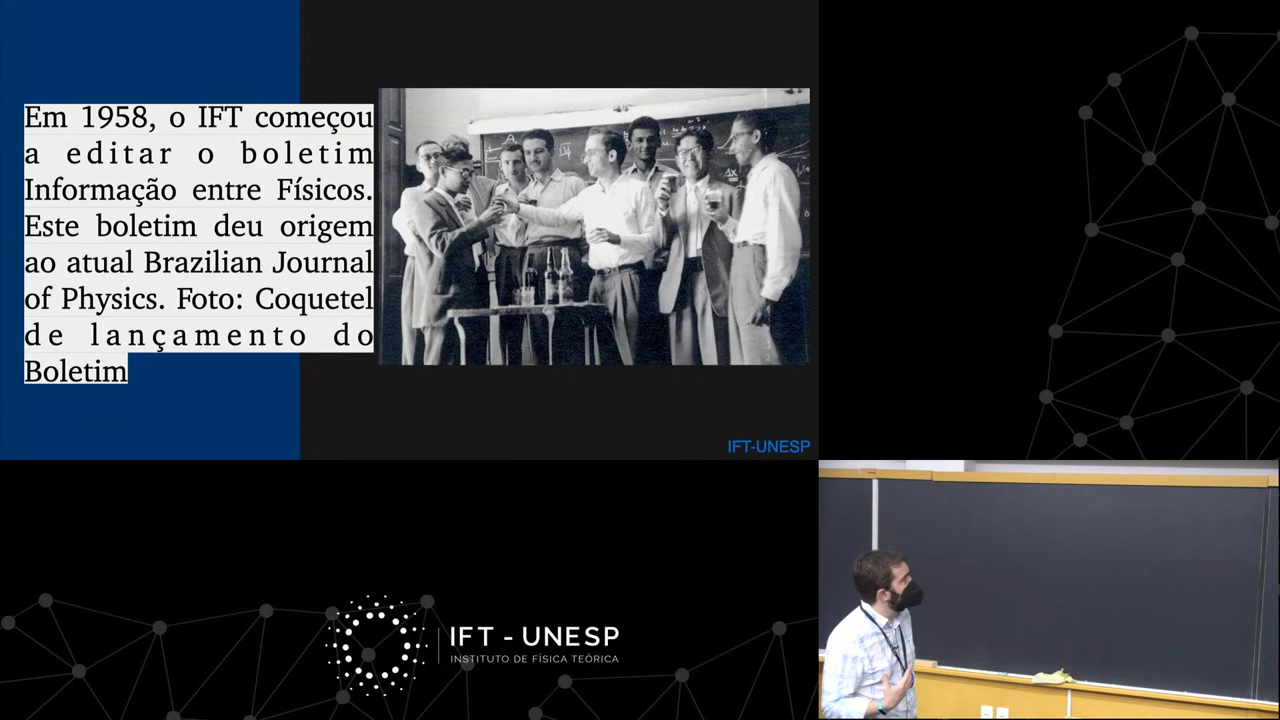 Em 1958, o IFT começou
a editar o boletim
Informação entre Físicos.
Este boletim deu origem
ao atual Brazilian Journal
of Physics. Foto: Coquetel
de lançamento do
Boletim
IFT-UNESP
IFT - UNESP
INSTITUTO DE FÍSICA TEÓRICA